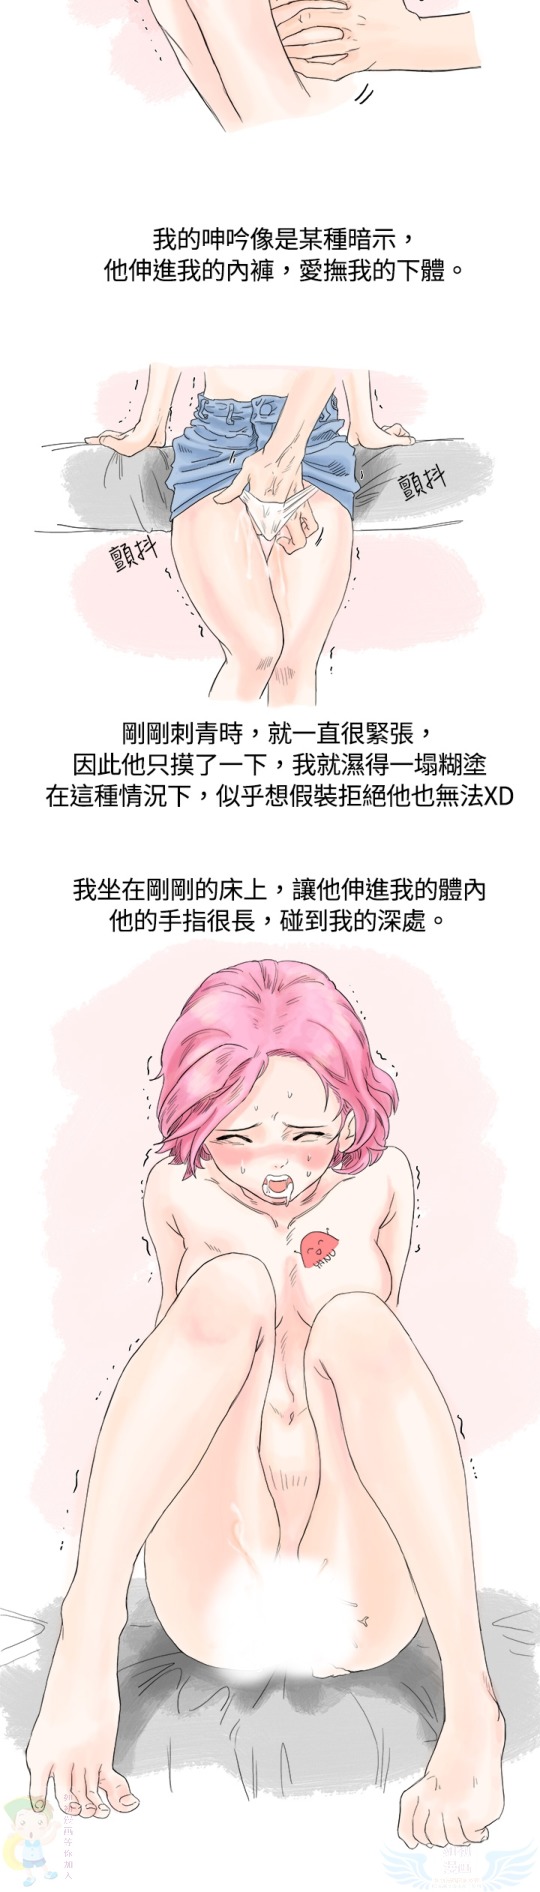 我的呻吟像是某種暗示，
他伸進我的內褲，愛撫我的下體。
顫抖
顫抖
剛剛刺青時，就一直很緊張，
因此他只摸了一下，我就濕得一塌糊塗
在這種情況下，似乎想假裝拒絕他也無法XD
我坐在剛剛的床上，讓他伸進我的體內
他的手指很長，碰到我的深處。